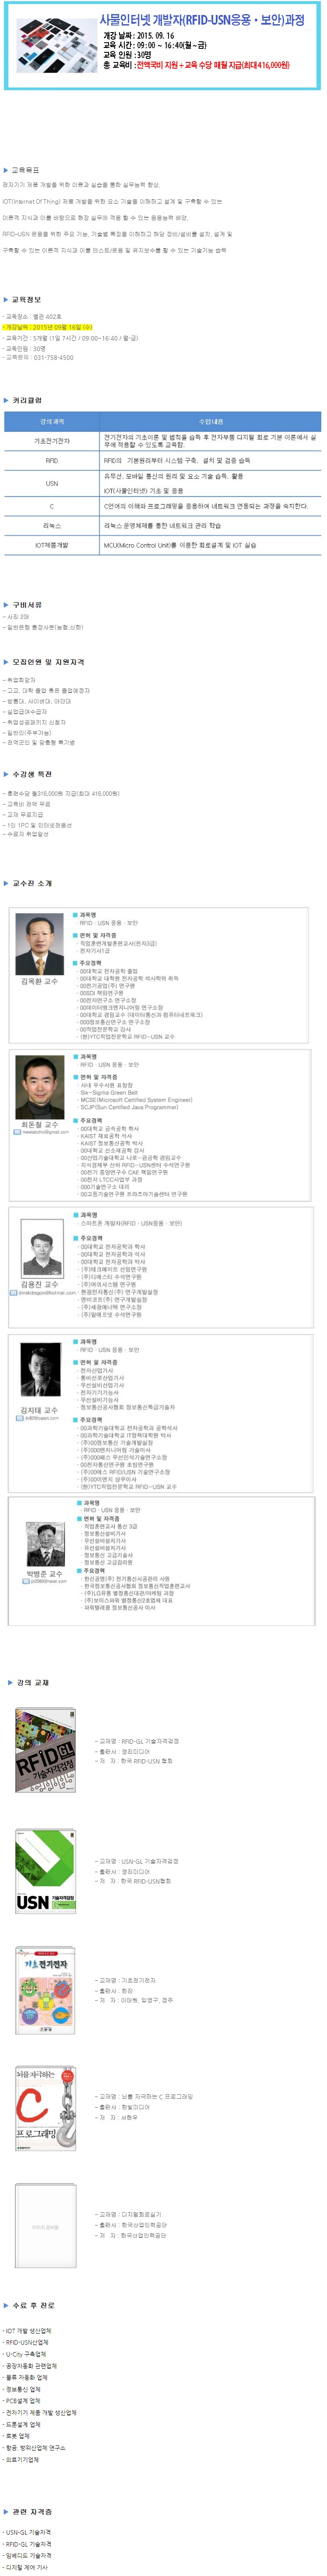 사물인터넷 개발자(RFID-USN응용・보안)과정
개강 날짜 : 2015. 09. 16
교육 시간 : 09:00 ~ 16:40(월~금)
교육 인원 : 30명
총 교육비 : 전액국비 지원 + 교육 수당 매월 지급(최대 416,000원)
▶ 교육목표
전자기기 제품 개발을 위한 이론과 실습을 통한 실무능력 향상,
IOT(Internet Of Thing) 제품 개발을 위한 요소 기술을 이해하고 설계 및 구축할 수 있는
이론적 지식과 이를 바탕으로 현장 실무에 적용 할 수 있는 응용능력 배양,
RFID-USN 운용을 위한 주요 기능, 기술별 특징을 이해하고 해당 장비/설비를 설치, 설계 및
구축할 수 있는 이론적 지식과 이를 테스트/운용 및 유지보수를 할 수 있는 기술기능 습득
▶ 교육정보
- 교육장소 : 별관 402호
- 개강날짜 : 2015년 09월 16일 (수)
- 교육기간 : 5개월 (1일 7시간 / 09:00~16:40 / 월-금)
- 교육인원 : 30명
- 교육문의 : 031-758-4500
▶ 커리큘럼
강의과목 수업내용
기초전기전자 전기전자의 기초이론 및 법칙을 습득 후 전자부품 디지털 회로 기본 이론에서 실무에 적용할 수 있도록 교육함.
RFID RFID의 기본원리부터 시스템 구축, 설치 및 검증 습득
USN 유무선, 모바일 통신의 원리 및 요소 기술 습득, 활용
IOT(사물인터넷) 기초 및 응용
C C언어의 이해와 프로그래밍을 응용하여 네트워크 연동되는 과정을 숙지한다.
리눅스 리눅스 운영체제를 통한 네트워크 관리 학습
IOT제품개발 MCU(Micro Control Unit)를 이용한 회로설계 및 IOT 실습
▶ 구비서류
- 사진 2매
- 일반은행 통장사본(농협,신한)
▶ 모집인원 및 지원자격
- 취업희망자
- 고교, 대학 졸업 혹은 졸업예정자
- 방통대, 사이버대, 야간대
- 실업급여수급자
- 취업성공패키지 신청자
- 일반인(주부가능)
- 전역군인 및 맞춤형 특기병
▶ 수강생 특전
- 훈련수당 월316,000원 지급(최대 416,000원)
- 교육비 전액 무료
- 교재 무료지급
- 1인 1PC 및 인터넷전용선
- 수료자 취업알선
▶ 교수진 소개
김옥환 교수
■ 과목명
- RFID · USN 응용 · 보안
■ 면허 및 자격증
- 직업훈련개발훈련교사(전자3급)
- 전자기사1급
■ 주요경력
- 00대학교 전자공학 졸업
- 00대학교 대학원 전자공학 석사학위 취득
- 00전기공업(주) 연구원
- 00SDI 책임연구원
- 00전자연구소 연구소장
- 00데이터뱅크엔지니어링 연구소장
- 00대학교 겸임교수 (데이터통신과 컴퓨터네트워크)
- 000정보통신연구소 연구소장
- 00직업전문학교 강사
- (현)YTC직업전문학교 RFID-USN 교수
최돈철 교수
■ 과목명
- RFID · USN 응용 · 보안
■ 면허 및 자격증
- 사내 우수사원 표창장
- Six-Sigma Green Belt
- MCSE(Microsoft Certified System Engineer)
- SCJP(Sun Certified Java Programmer)
■ 주요경력
- 00대학교 금속공학 학사
- KAIST 재료공학 석사
- KAIST 정보통신공학 박사
- 00대학교 신소재공학 강사
- 00산업기술대학교 나로-광공학 겸임교수
- 지식경제부 산하 RFID-USN센터 수석연구원
- 00전기 중앙연구수 CAE 책임연구원
- 00전자 LTCC사업부 과장
- 000기술연구소 대리
- 00고등기술연구원 프라즈마기술센터 연구원
김용진 교수
■ 과목명
- 스마트폰 개발자(RFID · USN응용 · 보안)
■ 주요경력
- 00대학교 전자공학과 학사
- 00대학교 전자공학과 석사
- 00대학교 전자공학과 박사
- (주)테크메이트 선임연구원
- (주)디에스티 수석연구원
- (주)여의시스템 연구원
- 현광전자통신(주) 연구개발실장
- 엔비코트(주) 연구개발실장
- (주)세광에너텍 연구소장
- (주)알에프넷 수석연구원
김지태 교수
■ 과목명
- RFID · USN 응용 · 보안
■ 면허 및 자격증
- 전자산업기사
- 통비선로산업기사
- 무선설비산업기사
- 전자기기기능사
- 무선설비기능사
- 정보통신공사협회 정보통신특급기술자
■ 주요경력
- 00과학기술대학교 전자공학과 공학석사
- 00과학기술대학교 IT정책대학원 박사
- (주)00정보통신 기술개발실장
- (주)000엔지니어링 기술이사
- (주)000패스 무선인식기술연구소장
- 00전자통신연구원 초빙연구원
- (주)00에스 RFID/USN 기술연구소장
- (주)00이엔지 상무이사
- (현)YTC직업전문학교 RFID-USN 교수
박병준 교수
■ 과목명
- RFID · USN 응용 · 보안
■ 면허 및 자격증
- 직업훈련교사 통신 3급
- 정보통신설비기사
- 무선설비설치기사
- 유선설비설치기사
- 정보통신 고급기술사
- 정보통신 고급감리원
■ 주요경력
- 한신공영(주) 전기통신시공관리 사원
- 한국정보통신공사협회 정보통신직업훈련교사
- (주)LG유플 별정통신대관/마케팅 과장
- (주)보이스파워 별정통신2호업체 대표
- 파워텔레콤 정보통신공사 이사
▶ 강의 교재
RFID GL
기술자격검정
- 교재명 : RFID-GL 기술자격검정
- 출판사 : 영진미디어
- 저 자 : 한국 RFID-USN 협회
USN 기술자격검정
- 교재명 : USN-GL 기술자격검정
- 출판사 : 영진미디어
- 저 자 : 한국 RFID-USN협회
기초 전기전자
- 교재명 : 기초전기전자
- 저 자 : 이덕원, 임영구, 정주
뇌를 자극하는
C
프로그래밍
- 교재명 : 뇌를 자극하는 C 프로그래밍
- 출판사 : 한빛미디어
- 저 자 : 서현우
- 교재명 : 디지털회로실기
- 출판사 : 한국산업인력공단
- 저 자 : 한국산업인력공단
▶ 수료 후 진로
- IOT 개발 생산업체
- RFID-USN산업체
- U-City 구축업체
- 공장자동화 관련업체
- 물류 자동화 업체
- 정보통신 업체
- PCB설계 업체
- 전자기기 제품 개발 생산업체
- 드론설계 업체
- 로봇 업체
- 항공. 방위산업체 연구소
- 의료기기업체
▶ 관련 자격증
- USN-GL 기술자격
- RFID-GL 기술자격
- 임베디드 기술자격
- 디지털 제어 기사